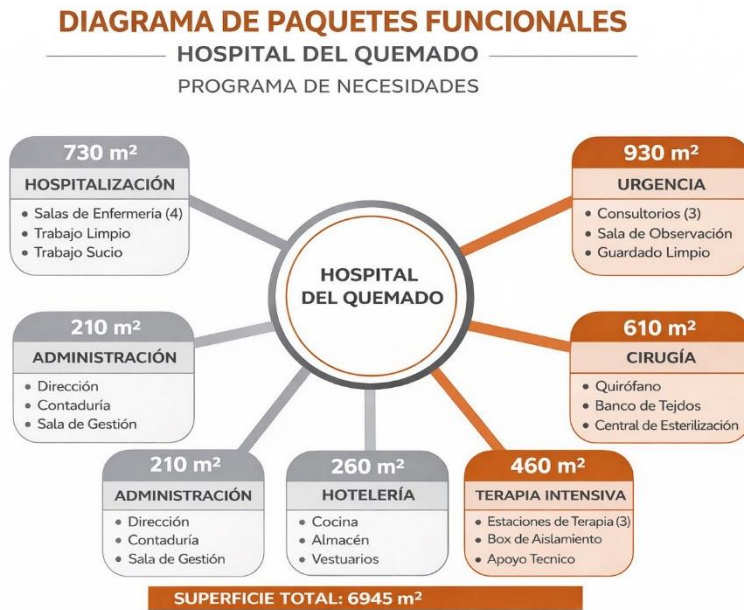 DIAGRAMA DE PAQUETES FUNCIONALES
HOSPITAL DEL QUEMADO
PROGRAMA DE NECESIDADES
730 m²
HOSPITALIZACIÓN
• Salas de Enfermería (4)
• Trabajo Limpio
• Trabajo Sucio
930 m²
URGENCIA
• Consultorios (3)
• Sala de Observación
• Guardado Limpio
HOSPITAL
DEL QUEMADO
210 m²
ADMINISTRACIÓN
• Dirección
• Contaduría
• Sala de Gestión
610 m²
CIRUGÍA
• Quirófano
• Banco de Tejdos
• Central de Esterilización
210 m²
ADMINISTRACIÓN
• Dirección
• Contaduría
• Sala de Gestión
260 m²
HOTELERÍA
• Cocina
• Almacén
• Vestuarios
460 m²
TERAPIA INTENSIVA
• Estaciones de Terapia (3)
• Box de Aislamiento
• Apoyo Tecnico
SUPERFICIE TOTAL: 6945 m²